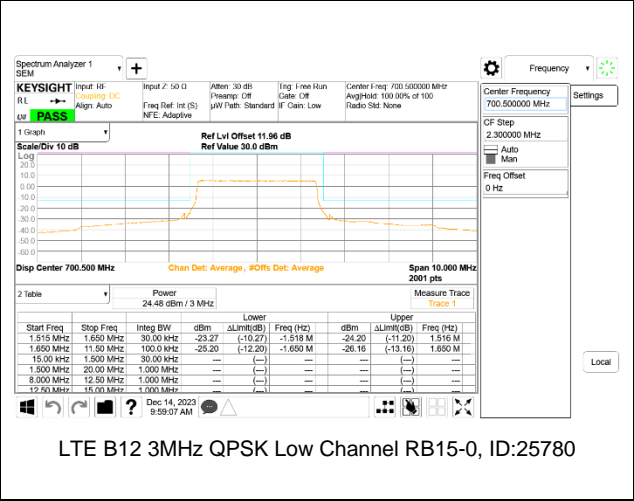 Spectrum Analyzer 1
SEM
Frequency
KEYSIGHT Input: RF Input Z: 50 Ω Atten: 30 dB Trig: Free Run Center Freq: 700.500000 MHz
RL Coupling: DC Preamp: Off Gate: Off Avg|Hold: 100.00% of 100
Align: Auto Freq Ref: Int (S) µW Path: Standard IF Gain: Low Radio Std: None
NFE: Adaptive
PASS
Center Frequency
700.500000 MHz
Settings
CF Step
2.300000 MHz
Auto
Man
Freq Offset
0 Hz
Local
1 Graph
Ref Lvl Offset 11.96 dB
Scale/Div 10 dB Ref Value 30.0 dBm
Log
20.0
10.0
0.00
-10.0
-20.0
-30.0
-40.0
-50.0
-60.0
Disp Center 700.500 MHz Chan Det: Average, #Offs Det: Average Span 10.000 MHz
2001 pts
2 Table Power Measure Trace
24.48 dBm / 3 MHz Trace 1
Lower Upper
Start Freq Stop Freq Integ BW dBm ΔLimit(dB) Freq (Hz) dBm ΔLimit(dB) Freq (Hz)
1.515 MHz 1.650 MHz 30.00 kHz -23.27 (-10.27) -1.518 M -24.20 (-11.20) 1.516 M
1.650 MHz 11.50 MHz 100.0 kHz -25.20 (-12.20) -1.650 M -26.16 (-13.16) 1.650 M
15.00 kHz 1.500 MHz 30.00 kHz --- (---) --- --- (---) ---
1.500 MHz 20.00 MHz 1.000 MHz --- (---) --- --- (---) ---
8.000 MHz 12.50 MHz 1.000 MHz --- (---) --- --- (---) ---
12.50 MHz 15.00 MHz 1.000 MHz --- (---) --- --- (---) ---
Dec 14, 2023
9:59:07 AM
LTE B12 3MHz QPSK Low Channel RB15-0, ID:25780